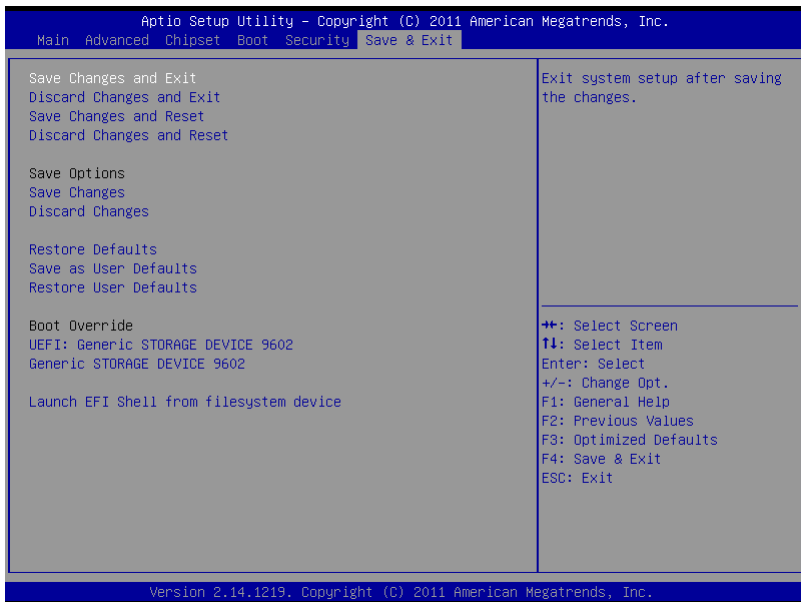 Aptio Setup Utility – Copyright (C) 2011 American Megatrends, Inc.
Main Advanced Chipset Boot Security Save & Exit
Save Changes and Exit
Discard Changes and Exit
Save Changes and Reset
Discard Changes and Reset
Save Options
Save Changes
Discard Changes
Restore Defaults
Save as User Defaults
Restore User Defaults
Boot Override
UEFI: Generic STORAGE DEVICE 9602
Generic STORAGE DEVICE 9602
Launch EFI Shell from filesystem device
Exit system setup after saving
the changes.
→←: Select Screen
↑↓: Select Item
Enter: Select
+/-: Change Opt.
F1: General Help
F2: Previous Values
F3: Optimized Defaults
F4: Save & Exit
ESC: Exit
Version 2.14.1219. Copyright (C) 2011 American Megatrends, Inc.